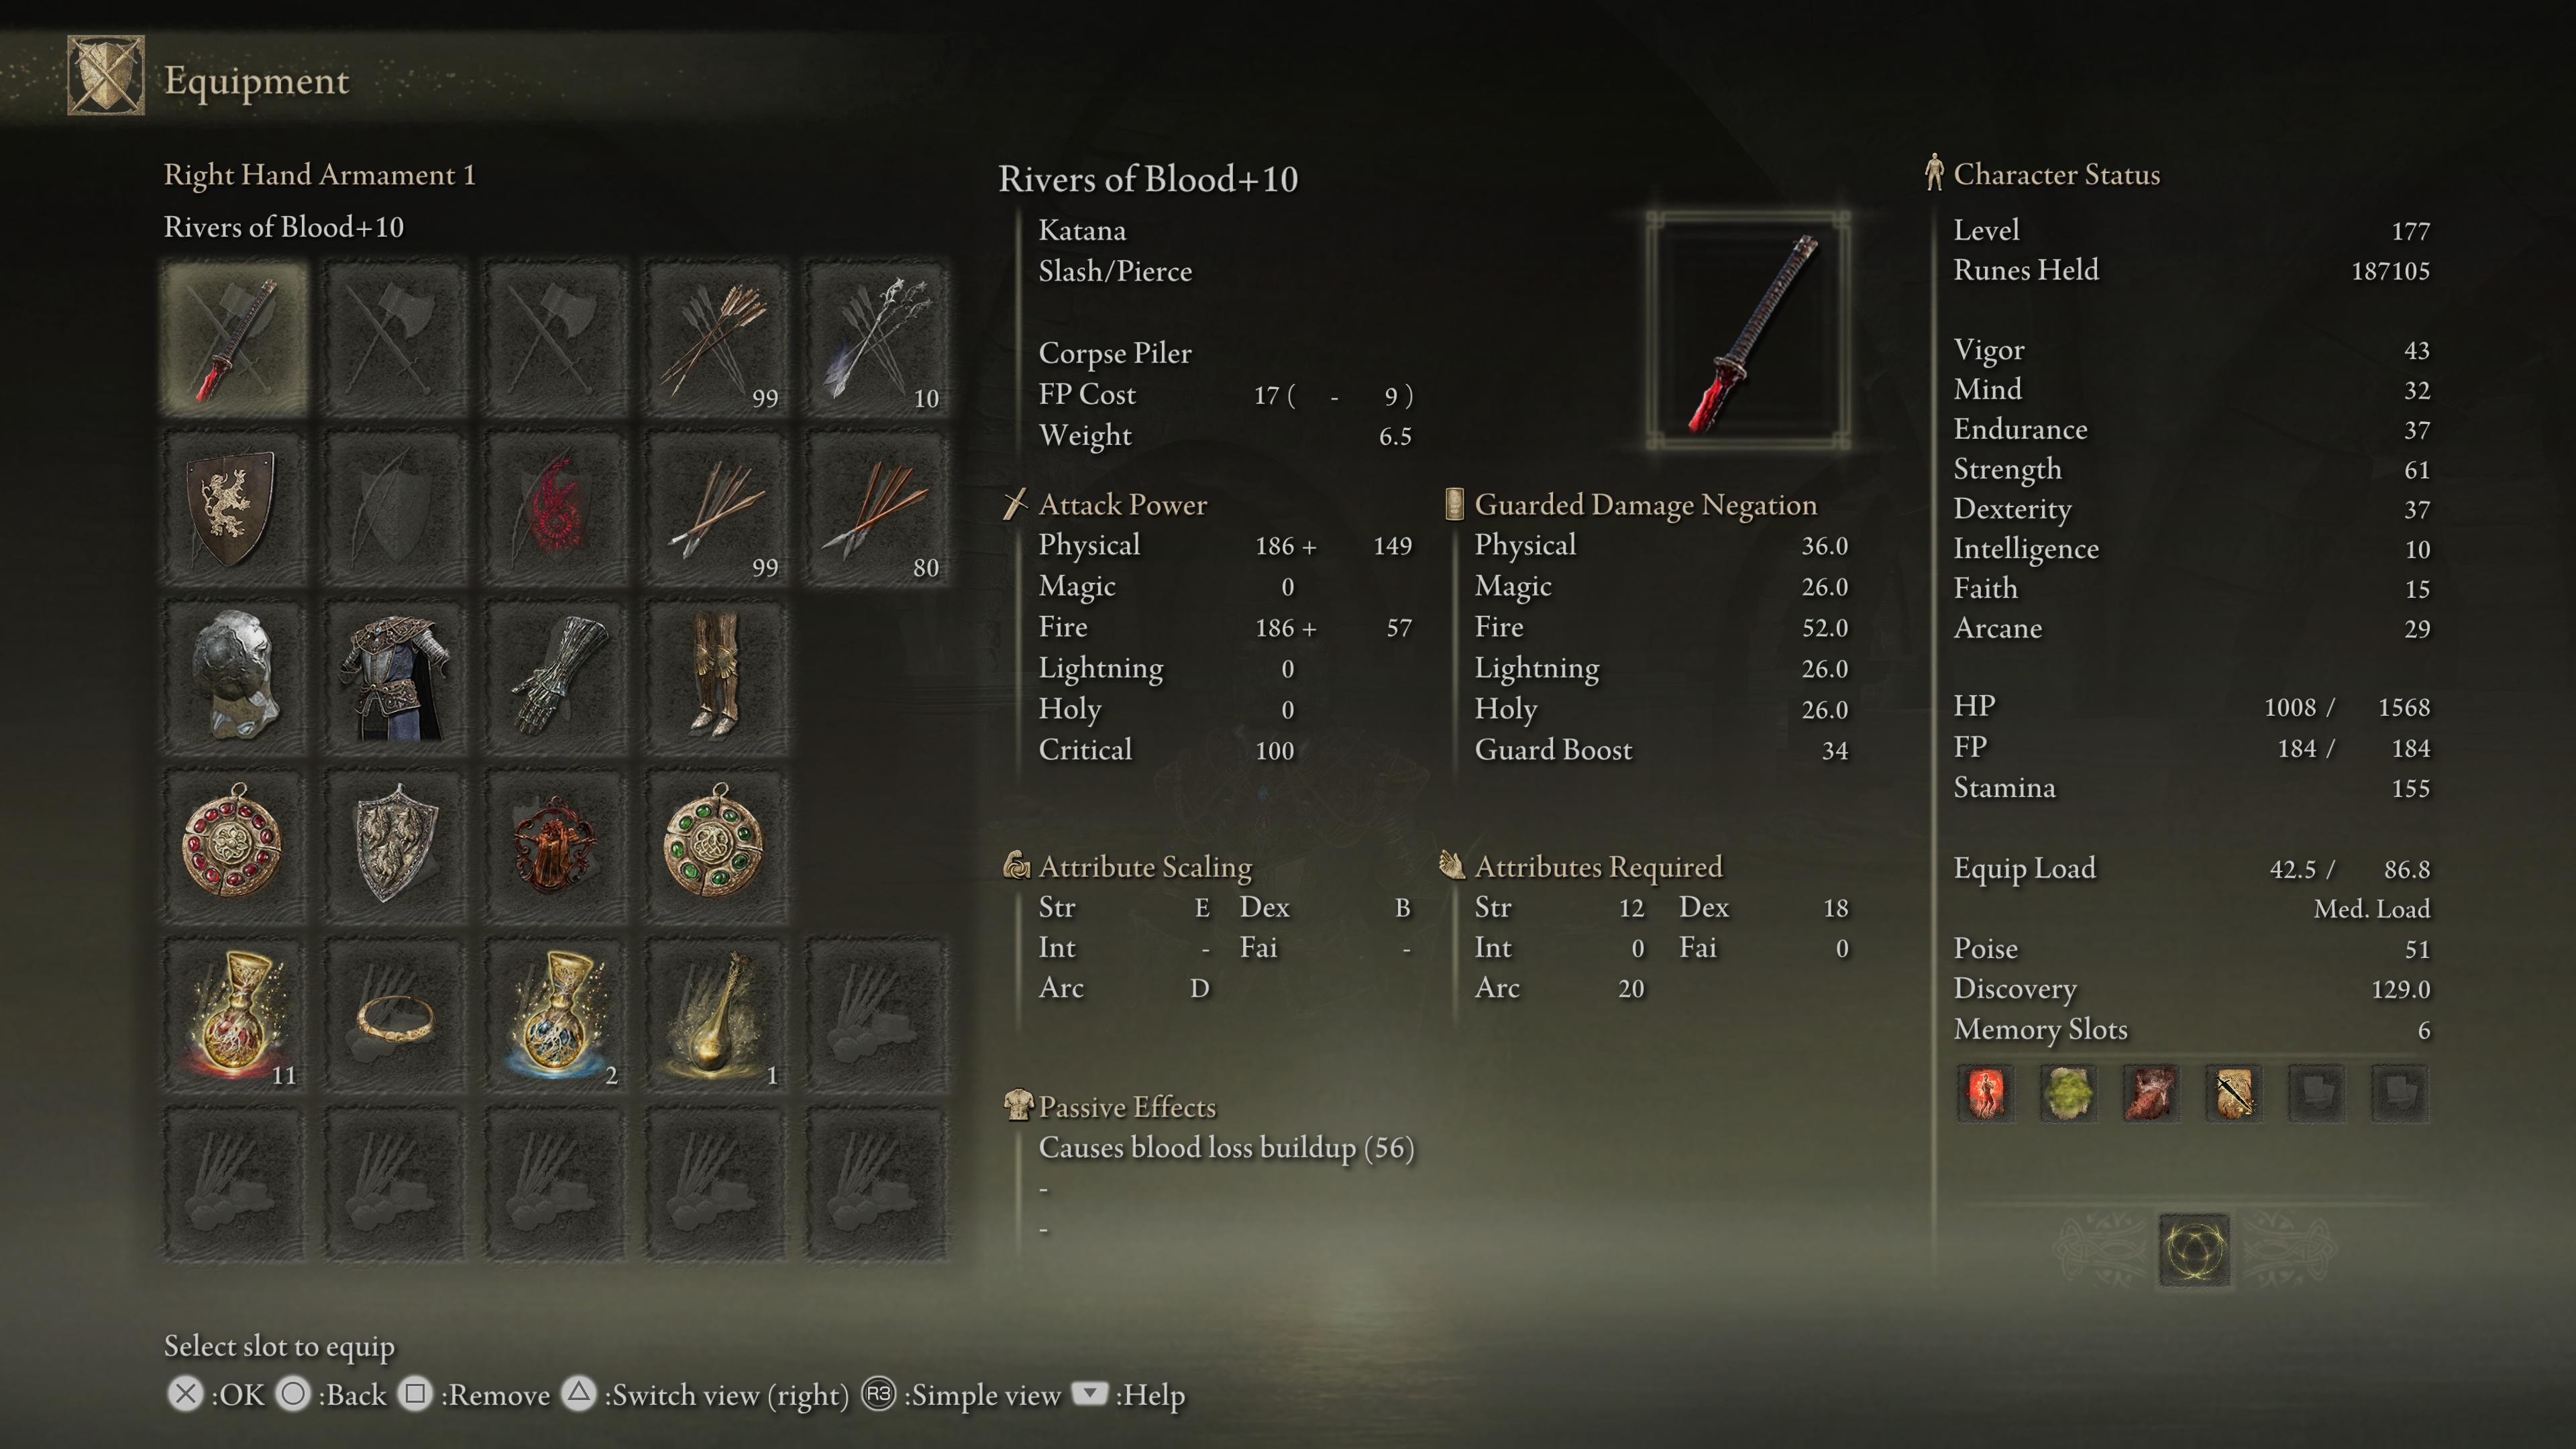 Equipment
Right Hand Armament 1
Rivers of Blood+10
99
10
99
80
11
2
1
Rivers of Blood+10
Katana
Slash/Pierce
Corpse Piler
FP Cost 17 ( - 9 )
Weight 6.5
Attack Power
Physical 186 + 149
Magic 0
Fire 186 + 57
Lightning 0
Holy 0
Critical 100
Guarded Damage Negation
Physical 36.0
Magic 26.0
Fire 52.0
Lightning 26.0
Holy 26.0
Guard Boost 34
Attribute Scaling
Str E Dex B
Int - Fai -
Arc D
Attributes Required
Str 12 Dex 18
Int 0 Fai 0
Arc 20
Passive Effects
Causes blood loss buildup (56)
-
-
Character Status
Level 177
Runes Held 187105
Vigor 43
Mind 32
Endurance 37
Strength 61
Dexterity 37
Intelligence 10
Faith 15
Arcane 29
HP 1008 / 1568
FP 184 / 184
Stamina 155
Equip Load 42.5 / 86.8
Med. Load
Poise 51
Discovery 129.0
Memory Slots 6
Select slot to equip
:OK :Back :Remove :Switch view (right) R3 :Simple view :Help